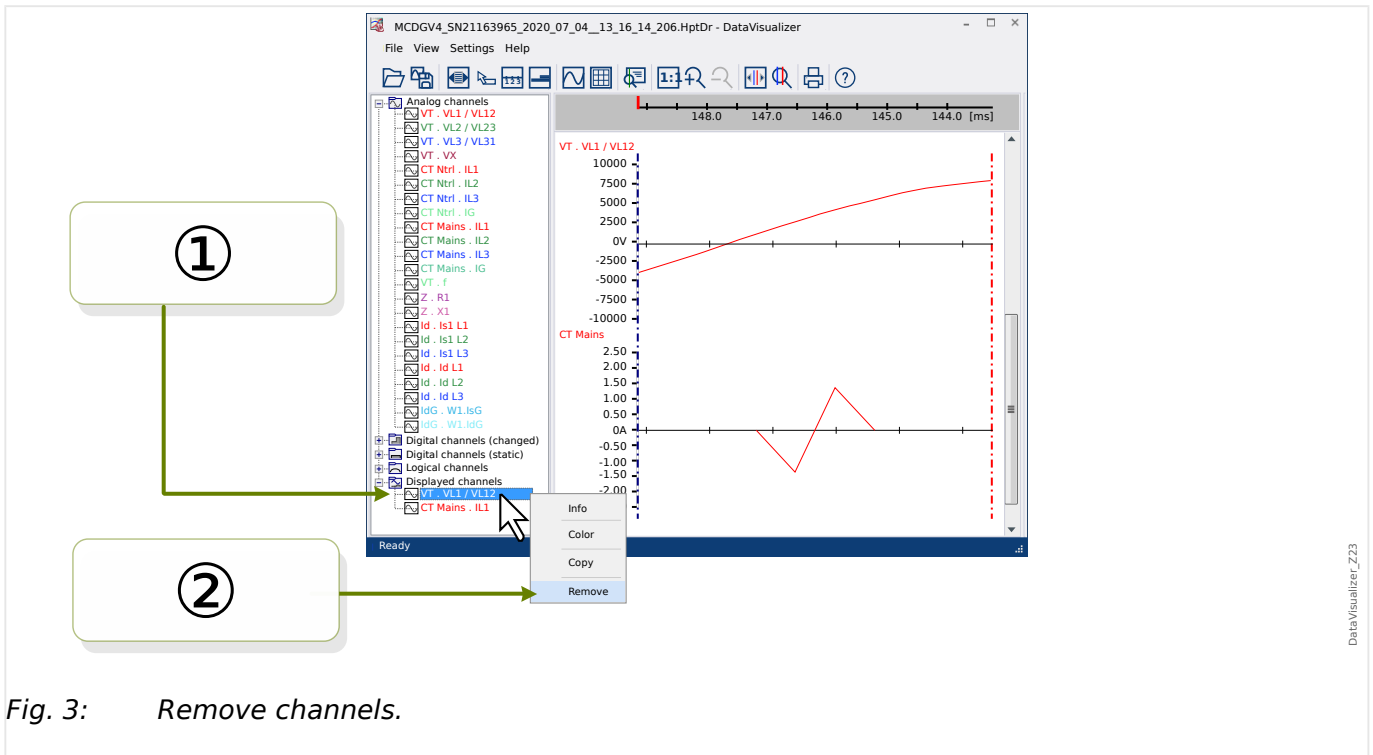 MCDGV4_SN21163965_2020_07_04__13_16_14_206.HptDr - DataVisualizer
File View Settings Help
1 2 3
1:1
?
Analog channels
VT . VL1 / VL12
VT . VL2 / VL23
VT . VL3 / VL31
VT . VX
CT Ntrl . IL1
CT Ntrl . IL2
CT Ntrl . IL3
CT Ntrl . IG
CT Mains . IL1
CT Mains . IL2
CT Mains . IL3
CT Mains . IG
VT . f
Z . R1
Z . X1
Id . Is1 L1
Id . Is1 L2
Id . Is1 L3
Id . Id L1
Id . Id L2
Id . Id L3
IdG . W1.IsG
IdG . W1.IdG
Digital channels (changed)
Digital channels (static)
Logical channels
Displayed channels
VT . VL1 / VL12
CT Mains . IL1
148.0 147.0 146.0 145.0 144.0 [ms]
VT . VL1 / VL12
10000
7500
5000
2500
0V
-2500
-5000
-7500
-10000
CT Mains
2.50
2.00
1.50
1.00
0.50
0A
-0.50
-1.00
-1.50
-2.00
Info
Color
Copy
Remove
Ready
①
②
DataVisualizer_Z23
Fig. 3: Remove channels.